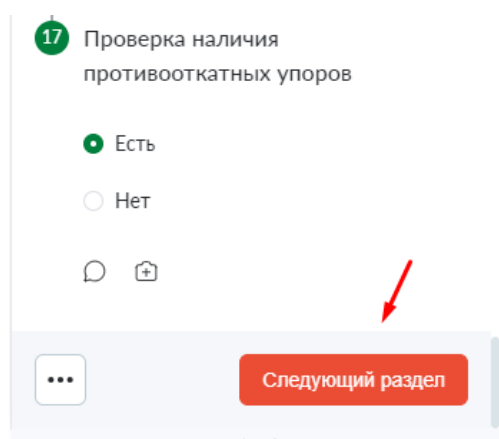 17 Проверка наличия
противооткатных упоров
Есть
Нет
Следующий раздел